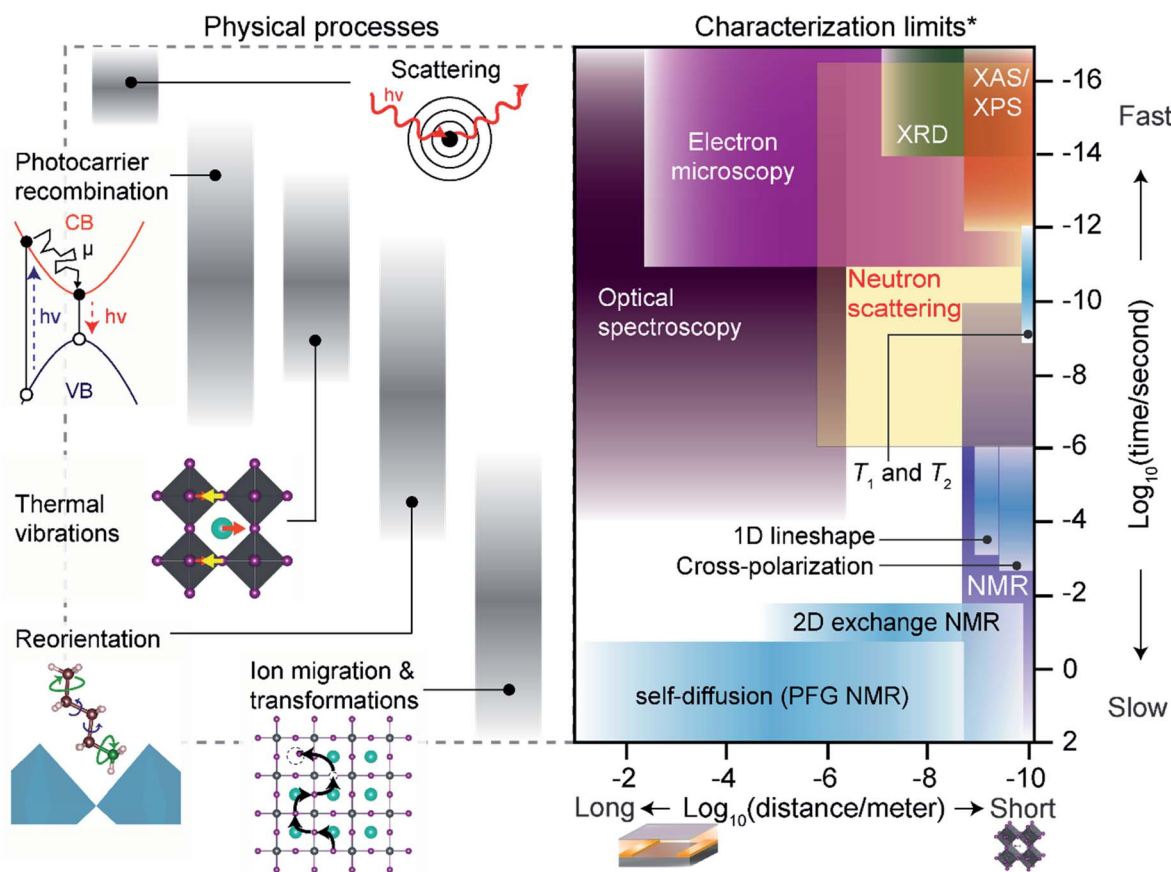 Physical processes
Characterization limits*
Scattering
hν
Photocarrier
recombination
CB
μ
hν
hν
VB
Thermal
vibrations
Reorientation
Ion migration &
transformations
XAS/
XPS
XRD
Electron
microscopy
Optical
spectroscopy
Neutron
scattering
T1 and T2
1D lineshape
Cross-polarization
NMR
2D exchange NMR
self-diffusion (PFG NMR)
-16
-14
-12
-10
-8
-6
-4
-2
0
2
Fast
Log10(time/second)
Slow
-2
-4
-6
-8
-10
Long
Log10(distance/meter)
Short